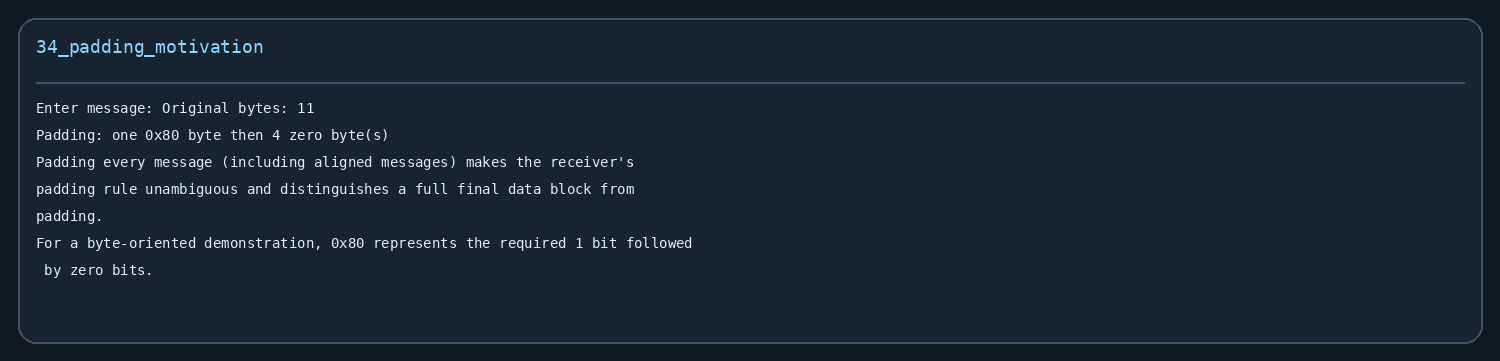 34_padding_motivation
Enter message: Original bytes: 11
Padding: one 0x80 byte then 4 zero byte(s)
Padding every message (including aligned messages) makes the receiver's
padding rule unambiguous and distinguishes a full final data block from
padding.
For a byte-oriented demonstration, 0x80 represents the required 1 bit followed
 by zero bits.